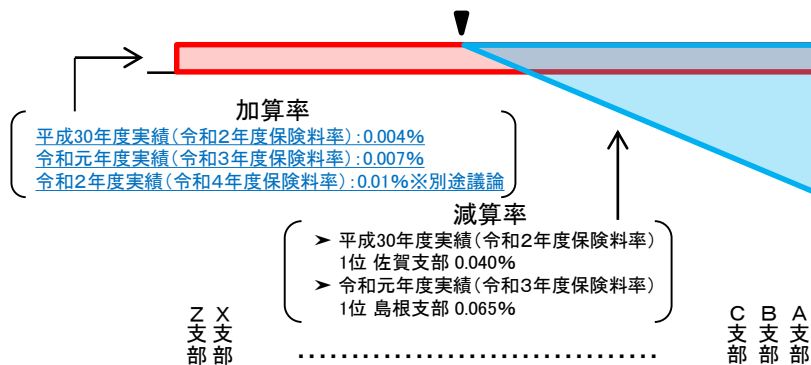 加算率
平成30年度実績(令和2年度保険料率):0.004%
令和元年度実績(令和3年度保険料率):0.007%
令和2年度実績(令和4年度保険料率):0.01%※別途議論
減算率
➤ 平成30年度実績(令和2年度保険料率)
1位 佐賀支部 0.040%
➤ 令和元年度実績(令和3年度保険料率)
1位 島根支部 0.065%
Z支部
X支部
C支部
B支部
A支部